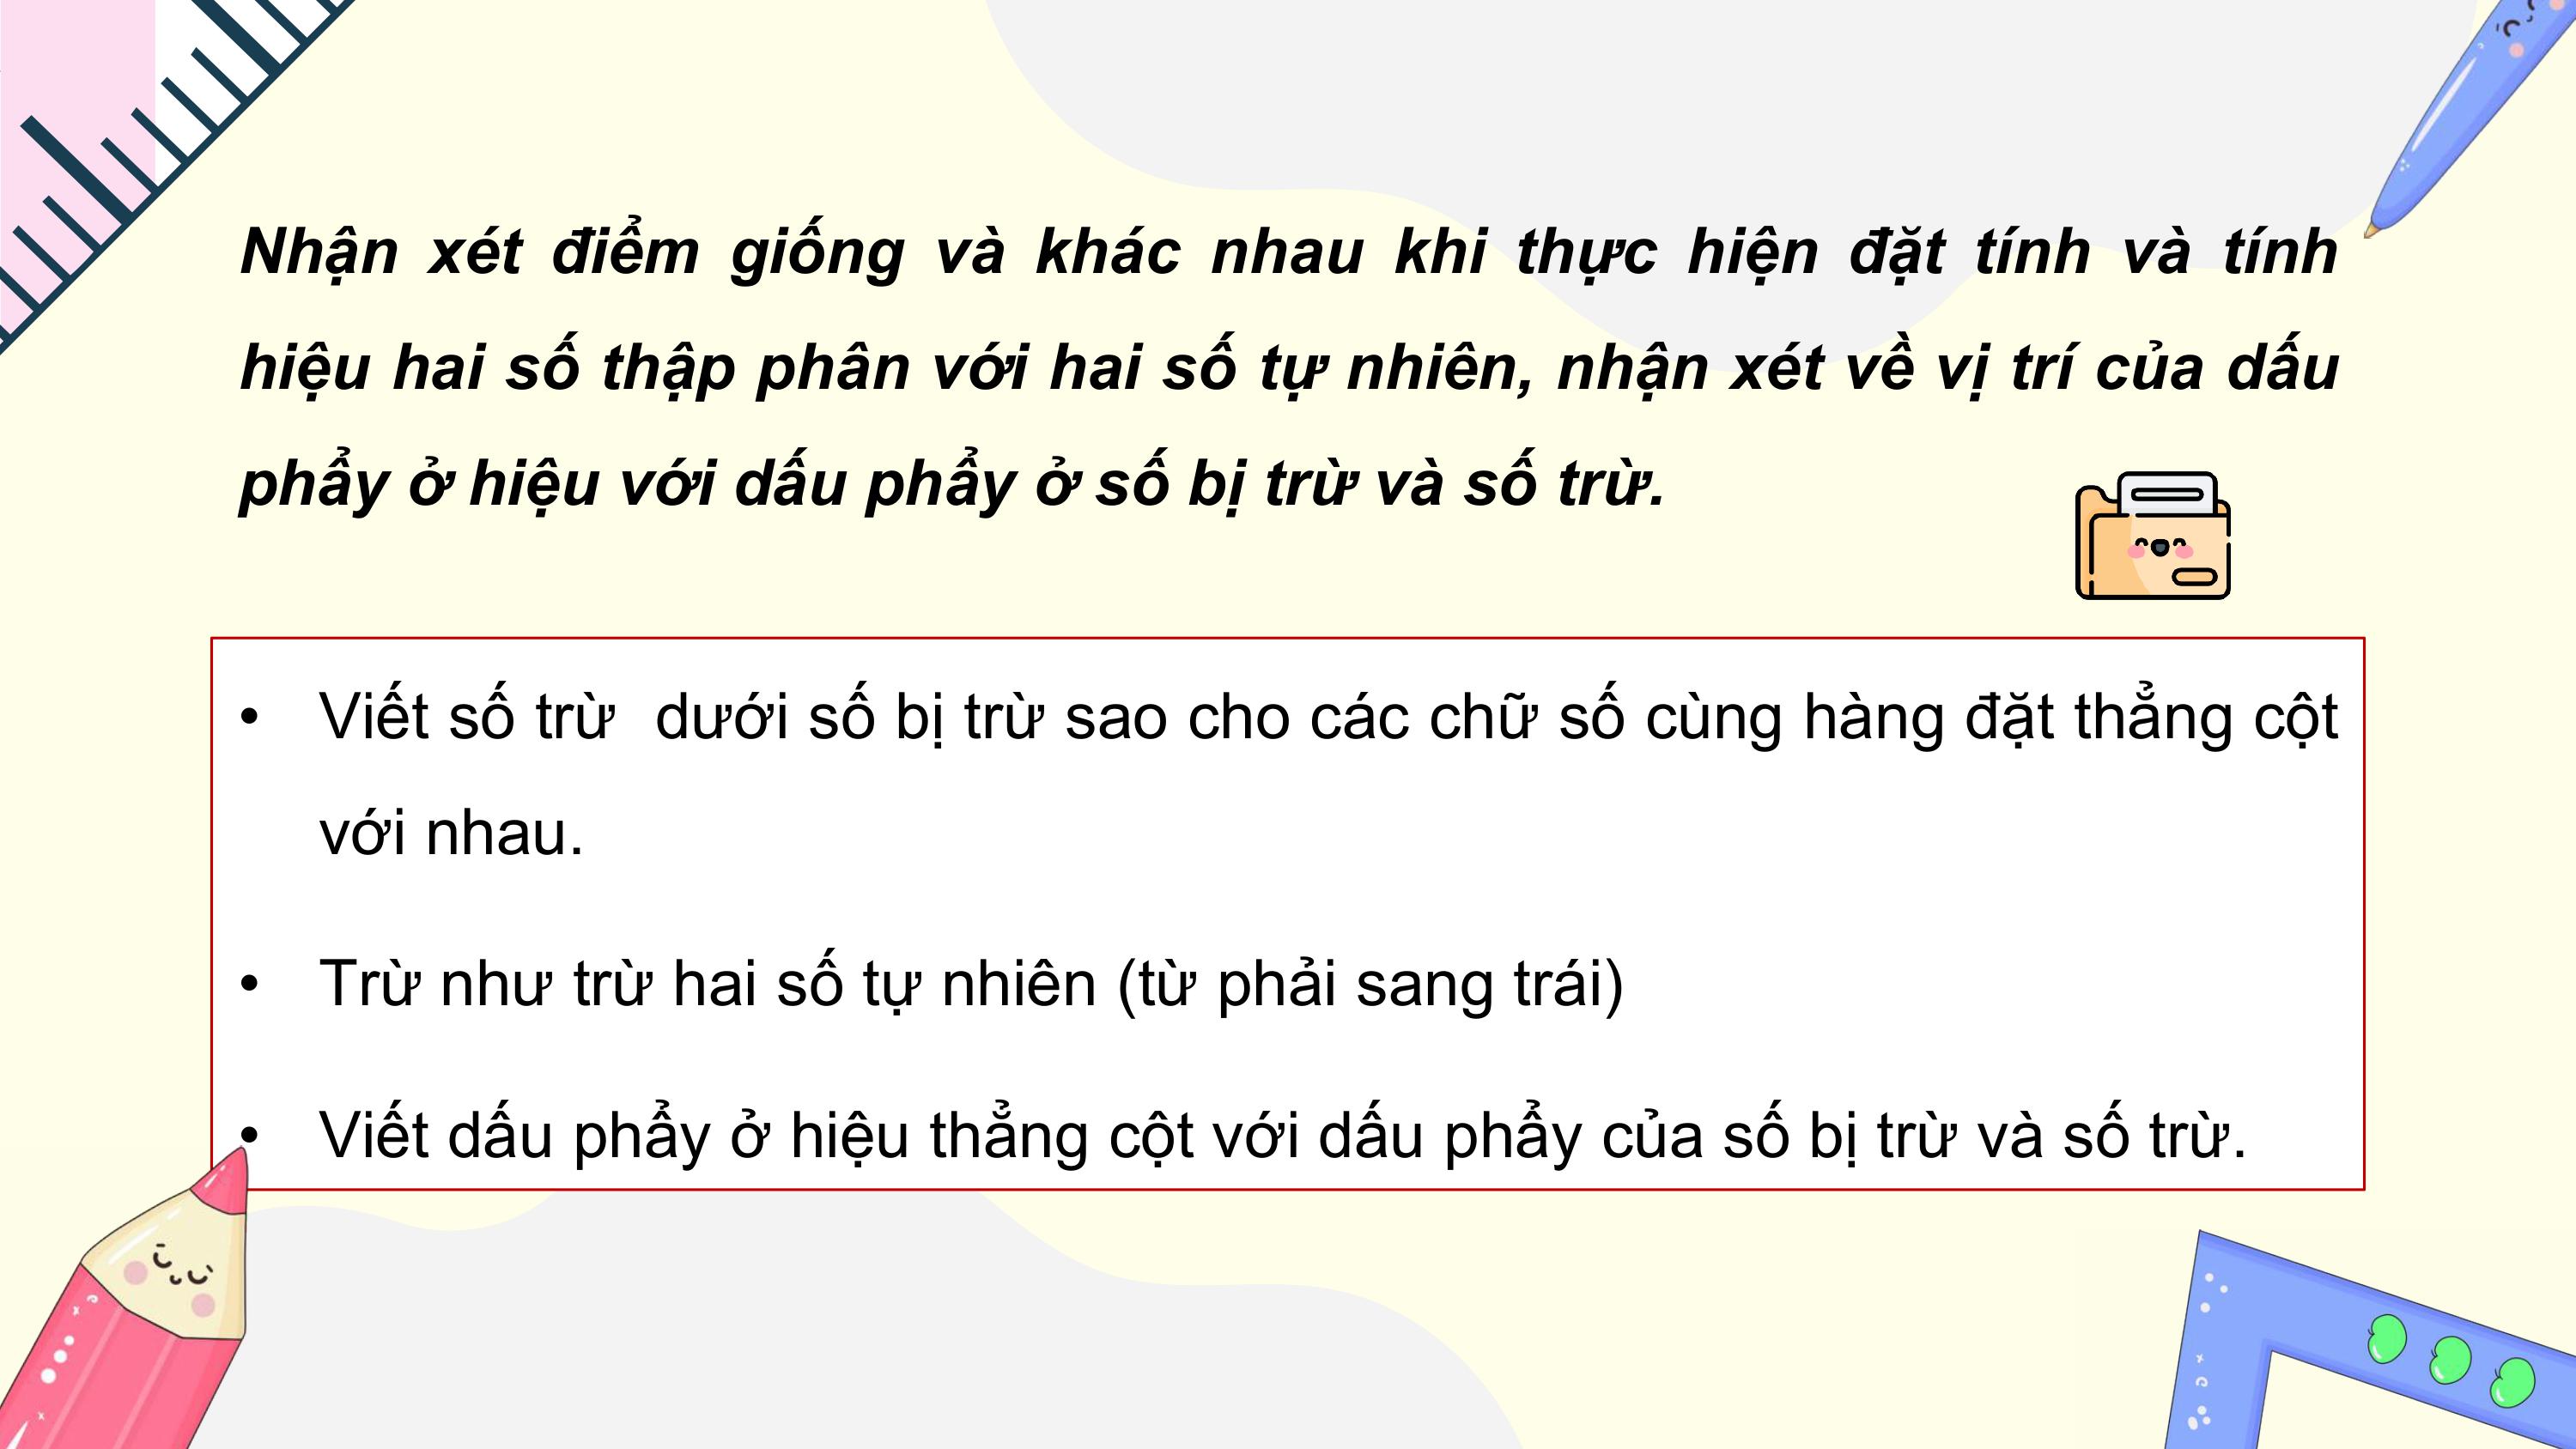 Nhận xét điểm giống và khác nhau khi thực hiện đặt tính và tính
hiệu hai số thập phân với hai số tự nhiên, nhận xét về vị trí của dấu
phẩy ở hiệu với dấu phẩy ở số bị trừ và số trừ.
• Viết số trừ dưới số bị trừ sao cho các chữ số cùng hàng đặt thẳng cột
với nhau.
• Trừ như trừ hai số tự nhiên (từ phải sang trái)
• Viết dấu phẩy ở hiệu thẳng cột với dấu phẩy của số bị trừ và số trừ.